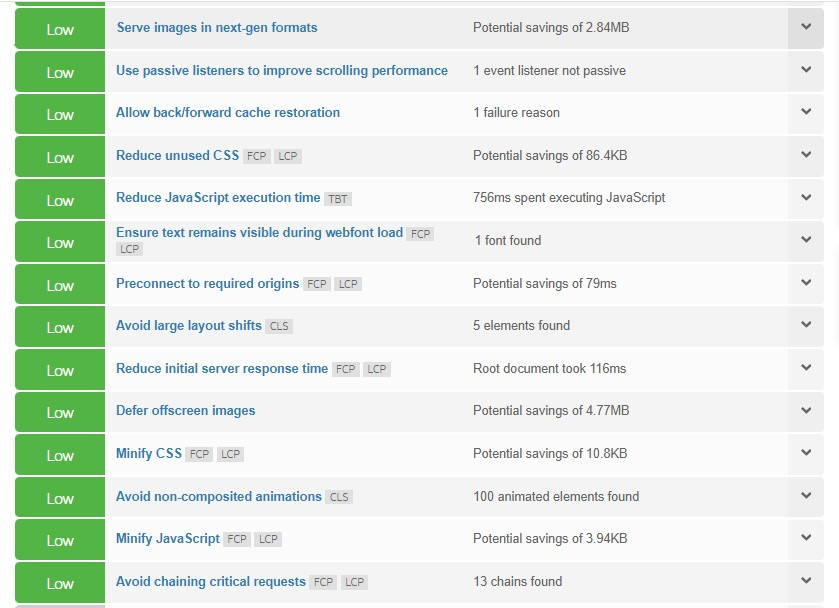 Low Serve images in next-gen formats Potential savings of 2.84MB
Low Use passive listeners to improve scrolling performance 1 event listener not passive
Low Allow back/forward cache restoration 1 failure reason
Low Reduce unused CSS FCP LCP Potential savings of 86.4KB
Low Reduce JavaScript execution time TBT 756ms spent executing JavaScript
Low Ensure text remains visible during webfont load FCP 1 font found
LCP
Low Preconnect to required origins FCP LCP Potential savings of 79ms
Low Avoid large layout shifts CLS 5 elements found
Low Reduce initial server response time FCP LCP Root document took 116ms
Low Defer offscreen images Potential savings of 4.77MB
Low Minify CSS FCP LCP Potential savings of 10.8KB
Low Avoid non-composited animations CLS 100 animated elements found
Low Minify JavaScript FCP LCP Potential savings of 3.94KB
Low Avoid chaining critical requests FCP LCP 13 chains found